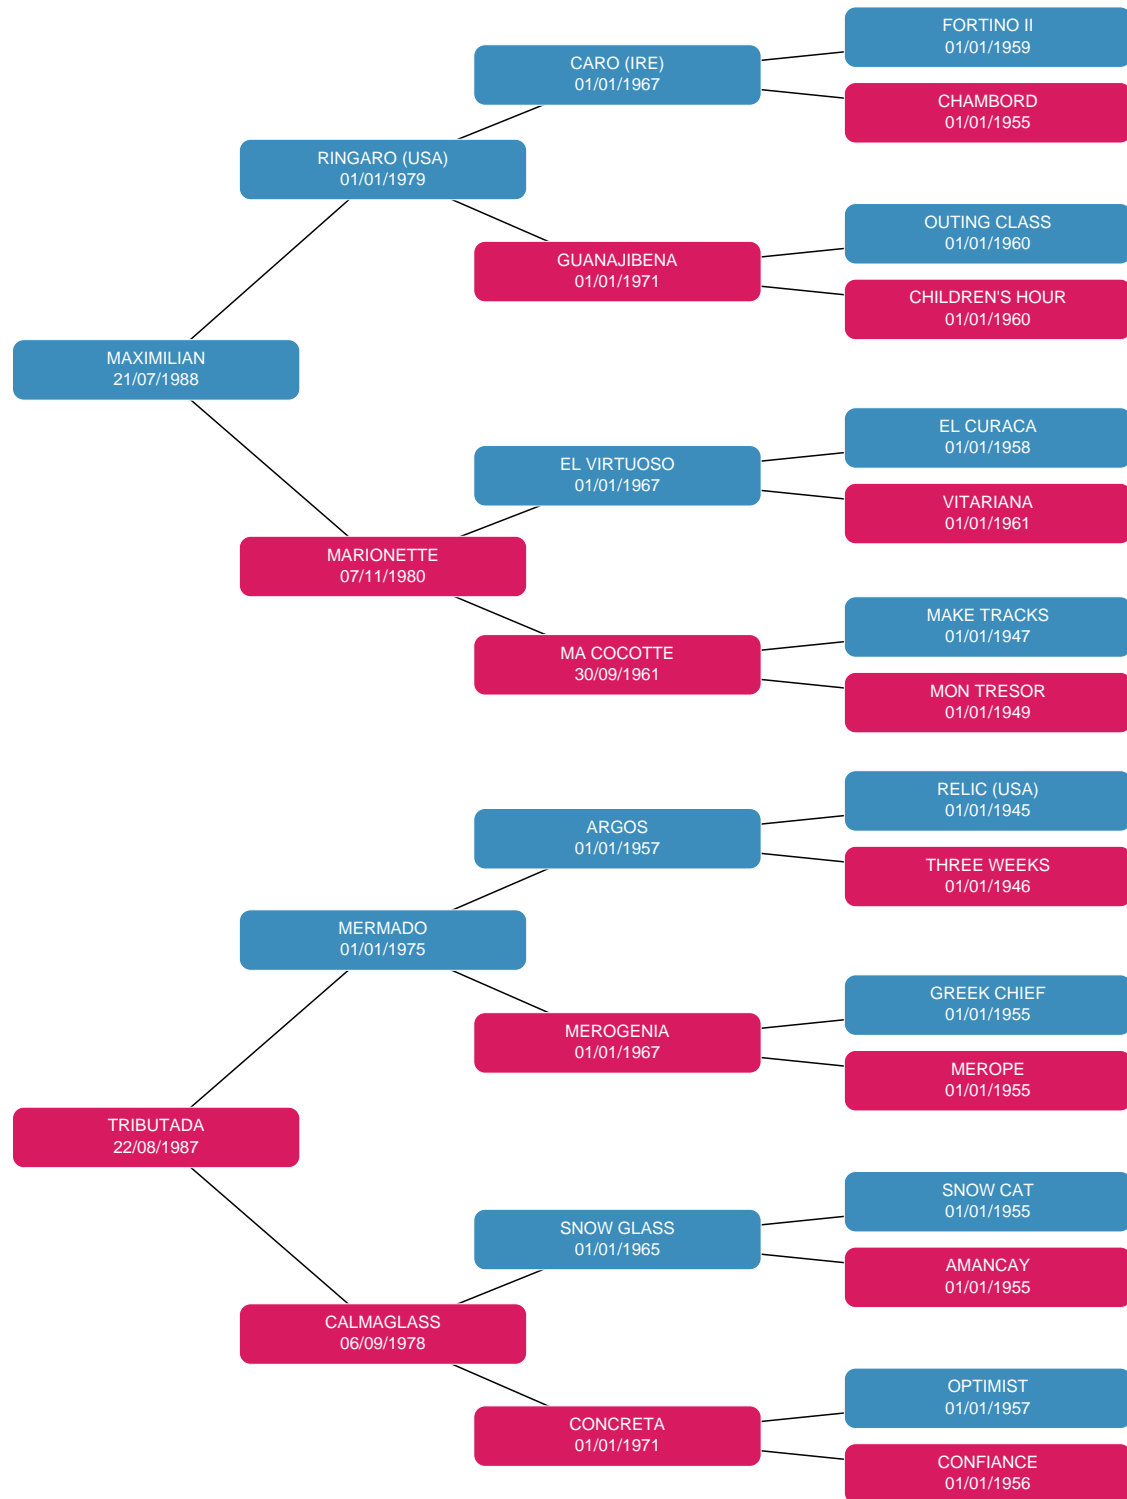 FORTINO II
01/01/1959
CARO (IRE)
01/01/1967
CHAMBORD
01/01/1955
RINGARO (USA)
01/01/1979
OUTING CLASS
01/01/1960
GUANAJIBENA
01/01/1971
CHILDREN'S HOUR
01/01/1960
MAXIMILIAN
21/07/1988
EL CURACA
01/01/1958
EL VIRTUOSO
01/01/1967
VITARIANA
01/01/1961
MARIONETTE
07/11/1980
MAKE TRACKS
01/01/1947
MA COCOTTE
30/09/1961
MON TRESOR
01/01/1949
RELIC (USA)
01/01/1945
ARGOS
01/01/1957
THREE WEEKS
01/01/1946
MERMADO
01/01/1975
GREEK CHIEF
01/01/1955
MEROGENIA
01/01/1967
MEROPE
01/01/1955
TRIBUTADA
22/08/1987
SNOW CAT
01/01/1955
SNOW GLASS
01/01/1965
AMANCAY
01/01/1955
CALMAGLASS
06/09/1978
OPTIMIST
01/01/1957
CONCRETA
01/01/1971
CONFIANCE
01/01/1956